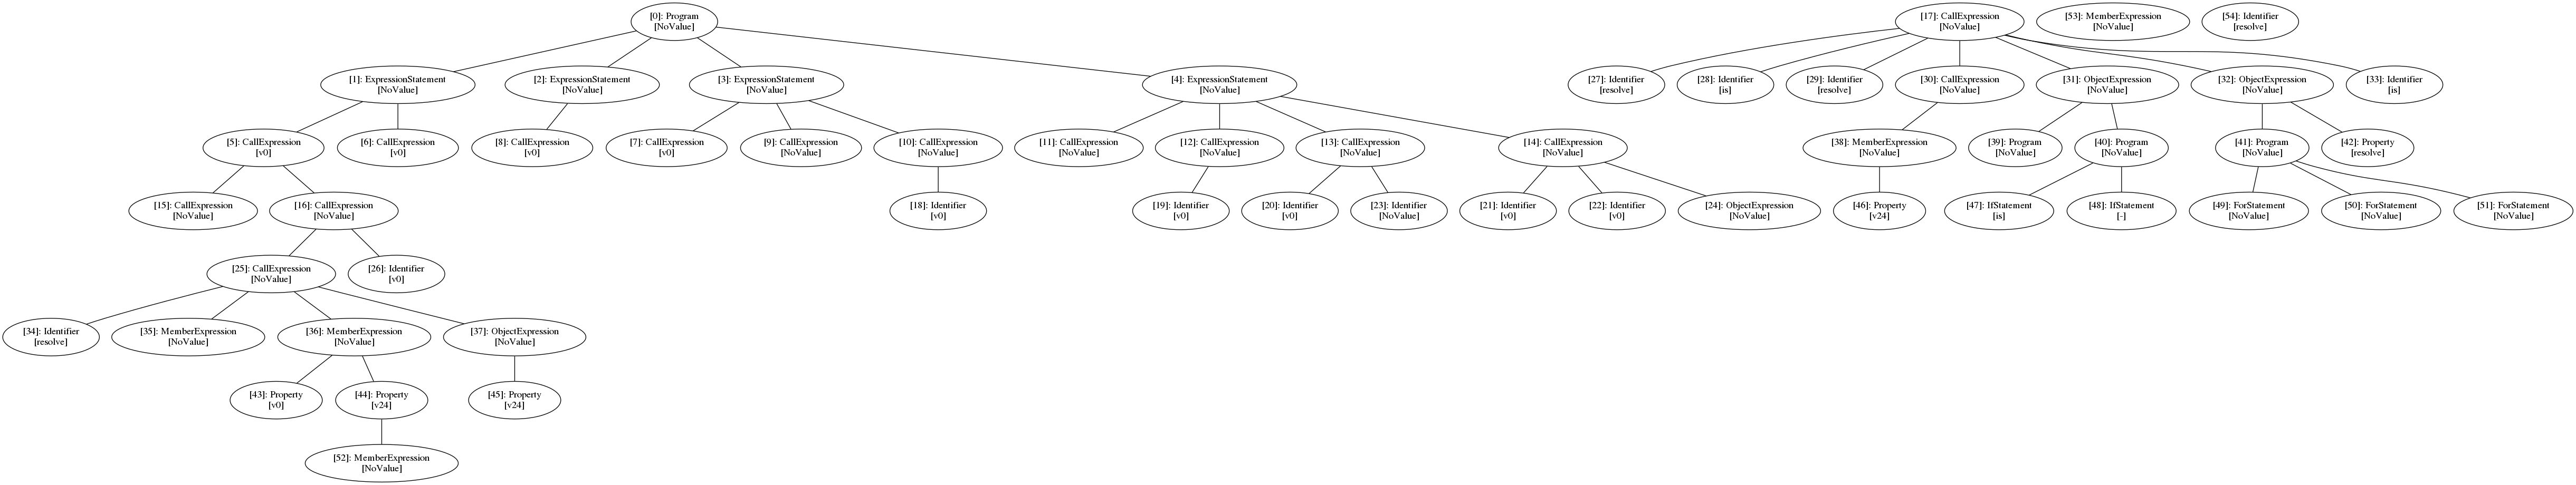 [0]: Program
[NoValue]
[17]: CallExpression
[NoValue]
[53]: MemberExpression
[NoValue]
[54]: Identifier
[resolve]
[1]: ExpressionStatement
[NoValue]
[2]: ExpressionStatement
[NoValue]
[3]: ExpressionStatement
[NoValue]
[4]: ExpressionStatement
[NoValue]
[27]: Identifier
[resolve]
[28]: Identifier
[is]
[29]: Identifier
[resolve]
[30]: CallExpression
[NoValue]
[31]: ObjectExpression
[NoValue]
[32]: ObjectExpression
[NoValue]
[33]: Identifier
[is]
[5]: CallExpression
[v0]
[6]: CallExpression
[v0]
[8]: CallExpression
[v0]
[7]: CallExpression
[v0]
[9]: CallExpression
[NoValue]
[10]: CallExpression
[NoValue]
[11]: CallExpression
[NoValue]
[12]: CallExpression
[NoValue]
[13]: CallExpression
[NoValue]
[14]: CallExpression
[NoValue]
[38]: MemberExpression
[NoValue]
[39]: Program
[NoValue]
[40]: Program
[NoValue]
[41]: Program
[NoValue]
[42]: Property
[resolve]
[15]: CallExpression
[NoValue]
[16]: CallExpression
[NoValue]
[18]: Identifier
[v0]
[19]: Identifier
[v0]
[20]: Identifier
[v0]
[23]: Identifier
[NoValue]
[21]: Identifier
[v0]
[22]: Identifier
[v0]
[24]: ObjectExpression
[NoValue]
[46]: Property
[v24]
[47]: IfStatement
[is]
[48]: IfStatement
[-]
[49]: ForStatement
[NoValue]
[50]: ForStatement
[NoValue]
[51]: ForStatement
[NoValue]
[25]: CallExpression
[NoValue]
[26]: Identifier
[v0]
[34]: Identifier
[resolve]
[35]: MemberExpression
[NoValue]
[36]: MemberExpression
[NoValue]
[37]: ObjectExpression
[NoValue]
[43]: Property
[v0]
[44]: Property
[v24]
[45]: Property
[v24]
[52]: MemberExpression
[NoValue]